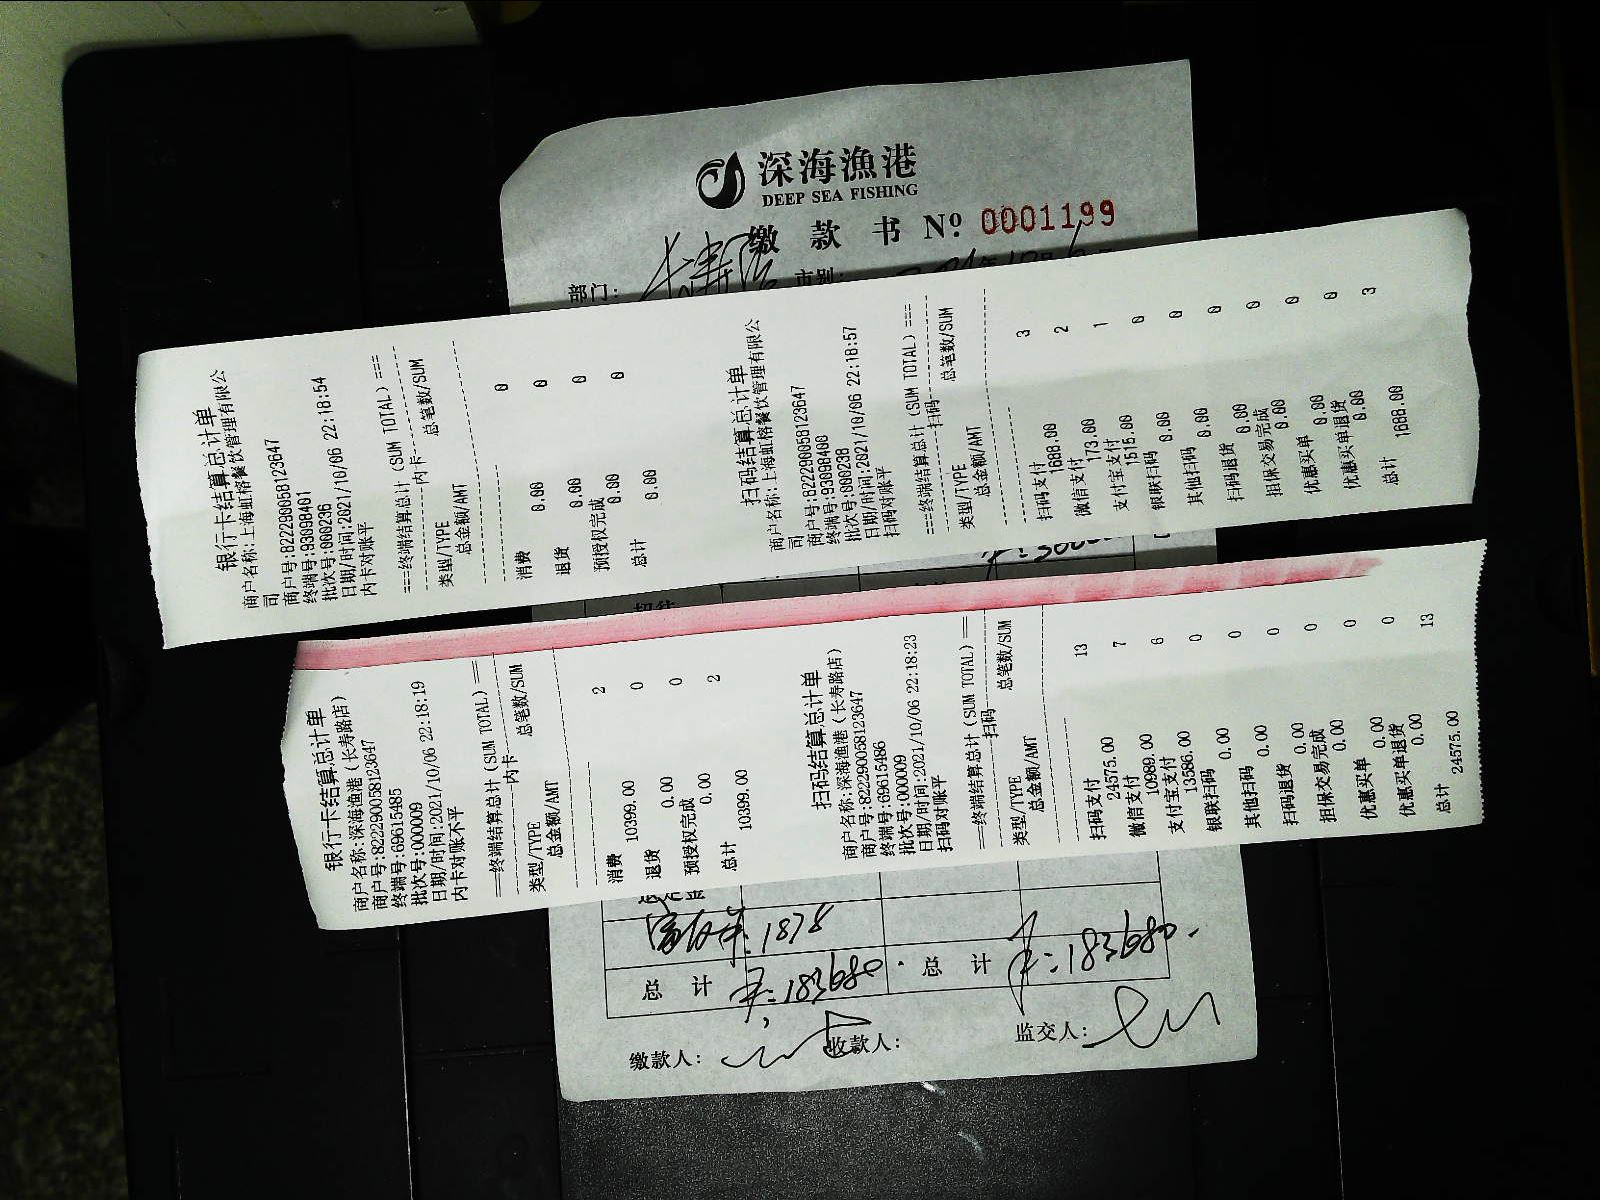 深海漁港
DEEP SEA FISHING
缴款书 Nº: 0001199
部门:
市别:
银行卡结算总计单
商户名称:上海虹榕餐饮管理有限公
司
商户号:822290058123647
终端号:93098401
批次号:000236
日期/时间:2021/10/06 22:18:54
内卡对账平
===终端结算总计(SUM TOTAL)===
内卡
类型/TYPE 总笔数/SUM
总金额/AMT
消费 0
0.00
退货 0
0.00
预授权完成 0
0.00
总计 0
0.00
扫码结算总计单
商户名称:上海虹榕餐饮管理有限公
司
商户号:822290058123647
终端号:93098400
批次号:000238
日期/时间:2021/10/06 22:18:57
扫码对账平
===终端结算总计(SUM TOTAL)===
扫码
类型/TYPE 总笔数/SUM
总金额/AMT
扫码支付 3
1688.00
微信支付 2
173.00
支付宝支付 1
1515.00
银联扫码 0
0.00
其他扫码 0
0.00
扫码退货 0
0.00
担保交易完成 0
0.00
优惠买单 0
0.00
优惠买单退货 0
0.00
总计 3
1688.00
银行卡结算总计单
商户名称:深海渔港(长寿路店)
商户号:822290058123647
终端号:69615485
批次号:000009
日期/时间:2021/10/06 22:18:19
内卡对账不平
==终端结算总计(SUM TOTAL)==
内卡
类型/TYPE 总笔数/SUM
总金额/AMT
消费 2
10399.00
退货 0
0.00
预授权完成 0
0.00
总计 2
10399.00
扫码结算总计单
商户名称:深海渔港(长寿路店)
商户号:822290058123647
终端号:69615486
批次号:000009
日期/时间:2021/10/06 22:18:23
扫码对账平
==终端结算总计(SUM TOTAL)==
扫码
类型/TYPE 总笔数/SUM
总金额/AMT
扫码支付 13
24575.00
微信支付 7
10989.00
支付宝支付 6
13586.00
银联扫码 0
0.00
其他扫码 0
0.00
扫码退货 0
0.00
担保交易完成 0
0.00
优惠买单 0
0.00
优惠买单退货 0
0.00
总计 13
24575.00
1878
总计 183680 总计 183680
缴款人: 收款人: 监交人: